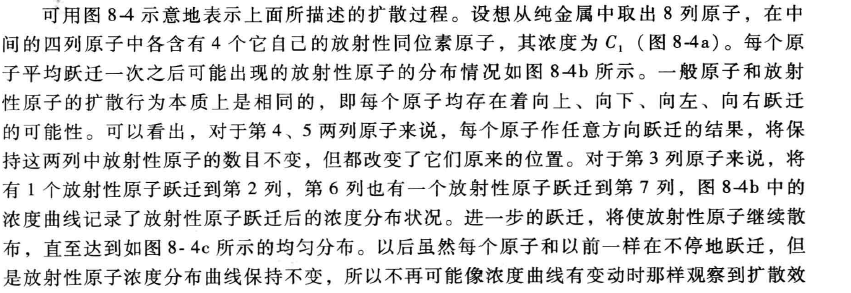 可用图 8-4 示意地表示上面所描述的扩散过程。设想从纯金属中取出 8 列原子，在中
间的四列原子中各含有 4 个它自己的放射性同位素原子，其浓度为 C₁（图 8-4a）。每个原
子平均跃迁一次之后可能出现的放射性原子的分布情况如图 8-4b 所示。一般原子和放射
性原子的扩散行为本质上是相同的，即每个原子均存在着向上、向下、向左、向右跃迁
的可能性。可以看出，对于第 4、5 两列原子来说，每个原子作任意方向跃迁的结果，将保
持这两列中放射性原子的数目不变，但都改变了它们原来的位置。对于第 3 列原子来说，将
有 1 个放射性原子跃迁到第 2 列，第 6 列也有一个放射性原子跃迁到第 7 列，图 8-4b 中的
浓度曲线记录了放射性原子跃迁后的浓度分布状况。进一步的跃迁，将使放射性原子继续散
布，直至达到如图 8- 4c 所示的均匀分布。以后虽然每个原子和以前一样在不停地跃迁，但
是放射性原子浓度分布曲线保持不变，所以不再可能像浓度曲线有变动时那样观察到扩散效